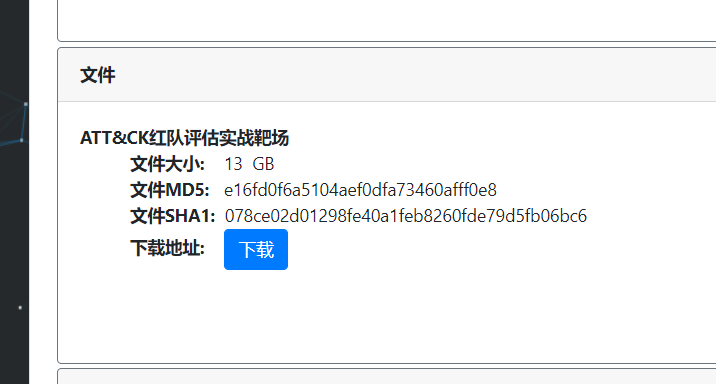 文件
ATT&CK红队评估实战靶场
文件大小: 13 GB
文件MD5: e16fd0f6a5104aef0dfa73460afff0e8
文件SHA1: 078ce02d01298fe40a1feb8260fde79d5fb06bc6
下载地址: 下载